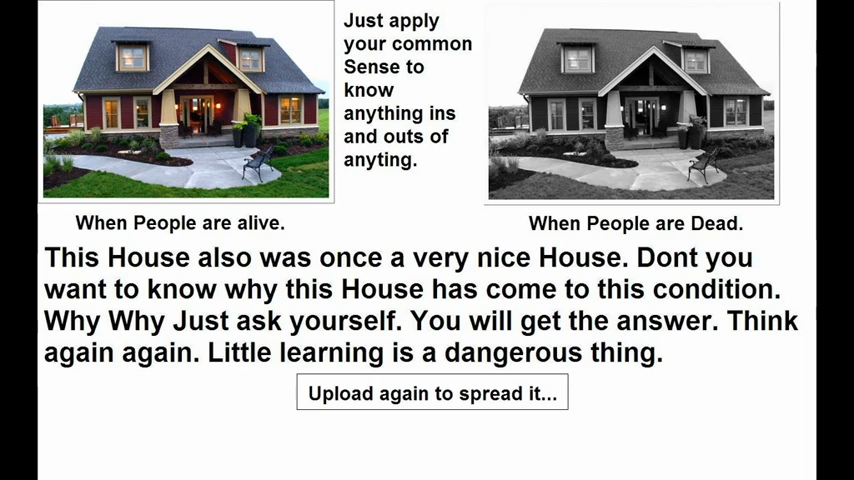 Just apply
your common
Sense to
know
anything ins
and outs of
anyting.
When People are alive.
When People are Dead.
This House also was once a very nice House. Dont you
want to know why this House has come to this condition.
Why Why Just ask yourself. You will get the answer. Think
again again. Little learning is a dangerous thing.
Upload again to spread it...